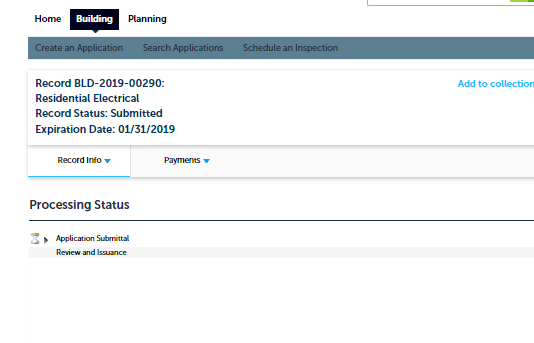 Home Building Planning
Create an Application Search Applications Schedule an Inspection
Record BLD-2019-00290:
Add to collection
Residential Electrical
Record Status: Submitted
Expiration Date: 01/31/2019
Record Info Payments
Processing Status
Application Submittal
Review and Issuance